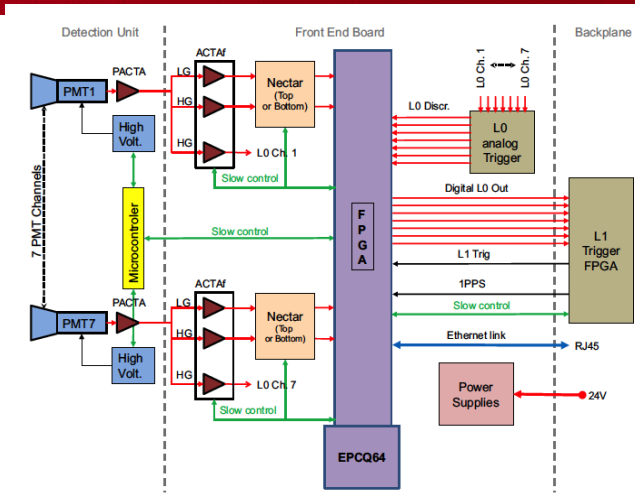 Detection Unit
Front End Board
Backplane
PACTA
ACTAf
PMT1
LG
HG
HG
Nectar
(Top
or Bottom)
L0 Ch. 1
Slow control
High
Volt.
7 PMT Channels
Microcontroler
Slow control
F
P
G
A
L0 Ch. 1
L0 Ch. 7
L0 Discr.
L0
analog
Trigger
Digital L0 Out
L1 Trig
1PPS
Slow control
L1
Trigger
FPGA
Ethernet link
RJ45
PACTA
ACTAf
PMT7
LG
HG
HG
Nectar
(Top
or Bottom)
L0 Ch. 7
Slow control
High
Volt.
Power
Supplies
24V
EPCQ64